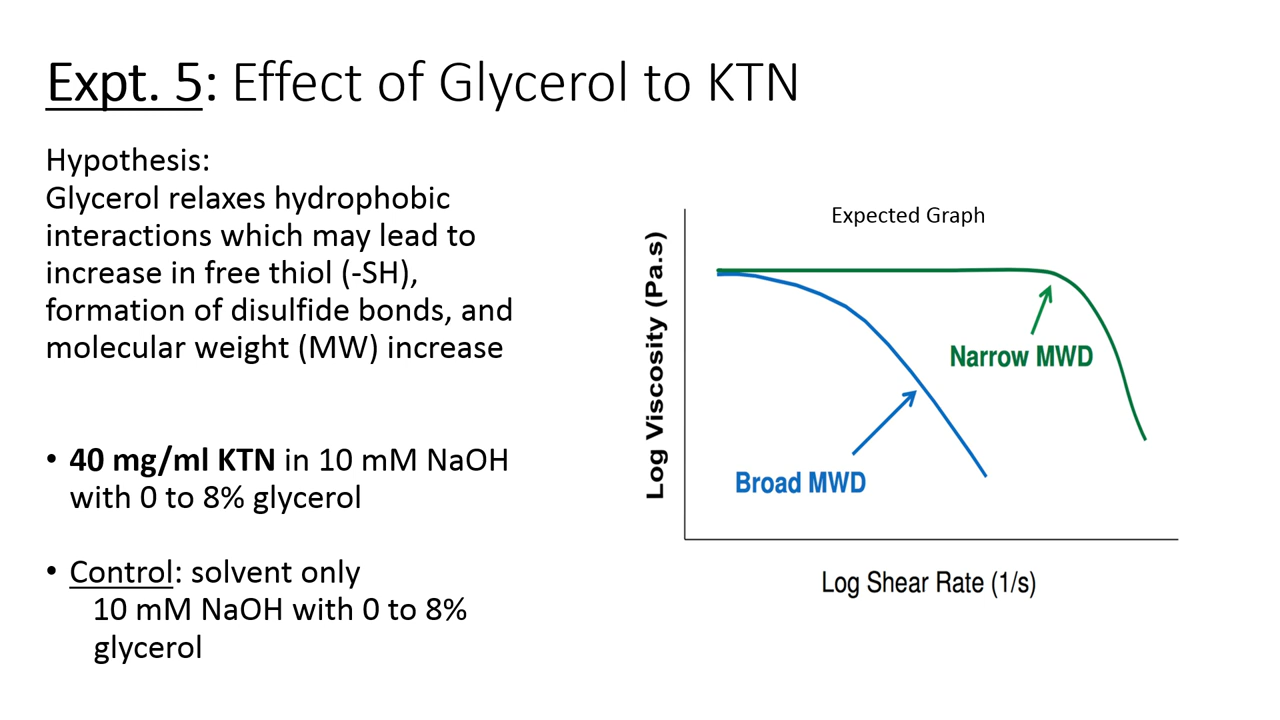 Expt. 5: Effect of Glycerol to KTN
Hypothesis:
Glycerol relaxes hydrophobic
interactions which may lead to
increase in free thiol (-SH),
formation of disulfide bonds, and
molecular weight (MW) increase
• 40 mg/ml KTN in 10 mM NaOH
with 0 to 8% glycerol
• Control: solvent only
10 mM NaOH with 0 to 8%
glycerol
Expected Graph
Log Viscosity (Pa.s)
Narrow MWD
Broad MWD
Log Shear Rate (1/s)